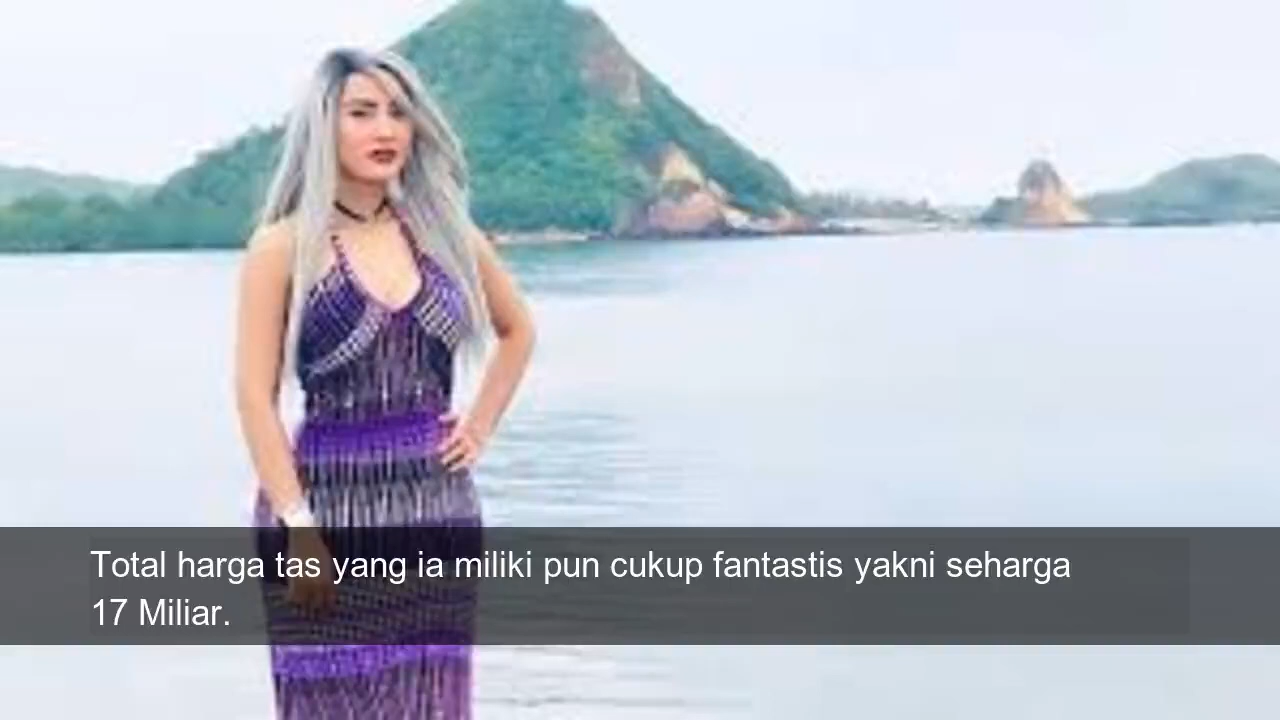 Total harga tas yang ia miliki pun cukup fantastis yakni seharga
17 Miliar.